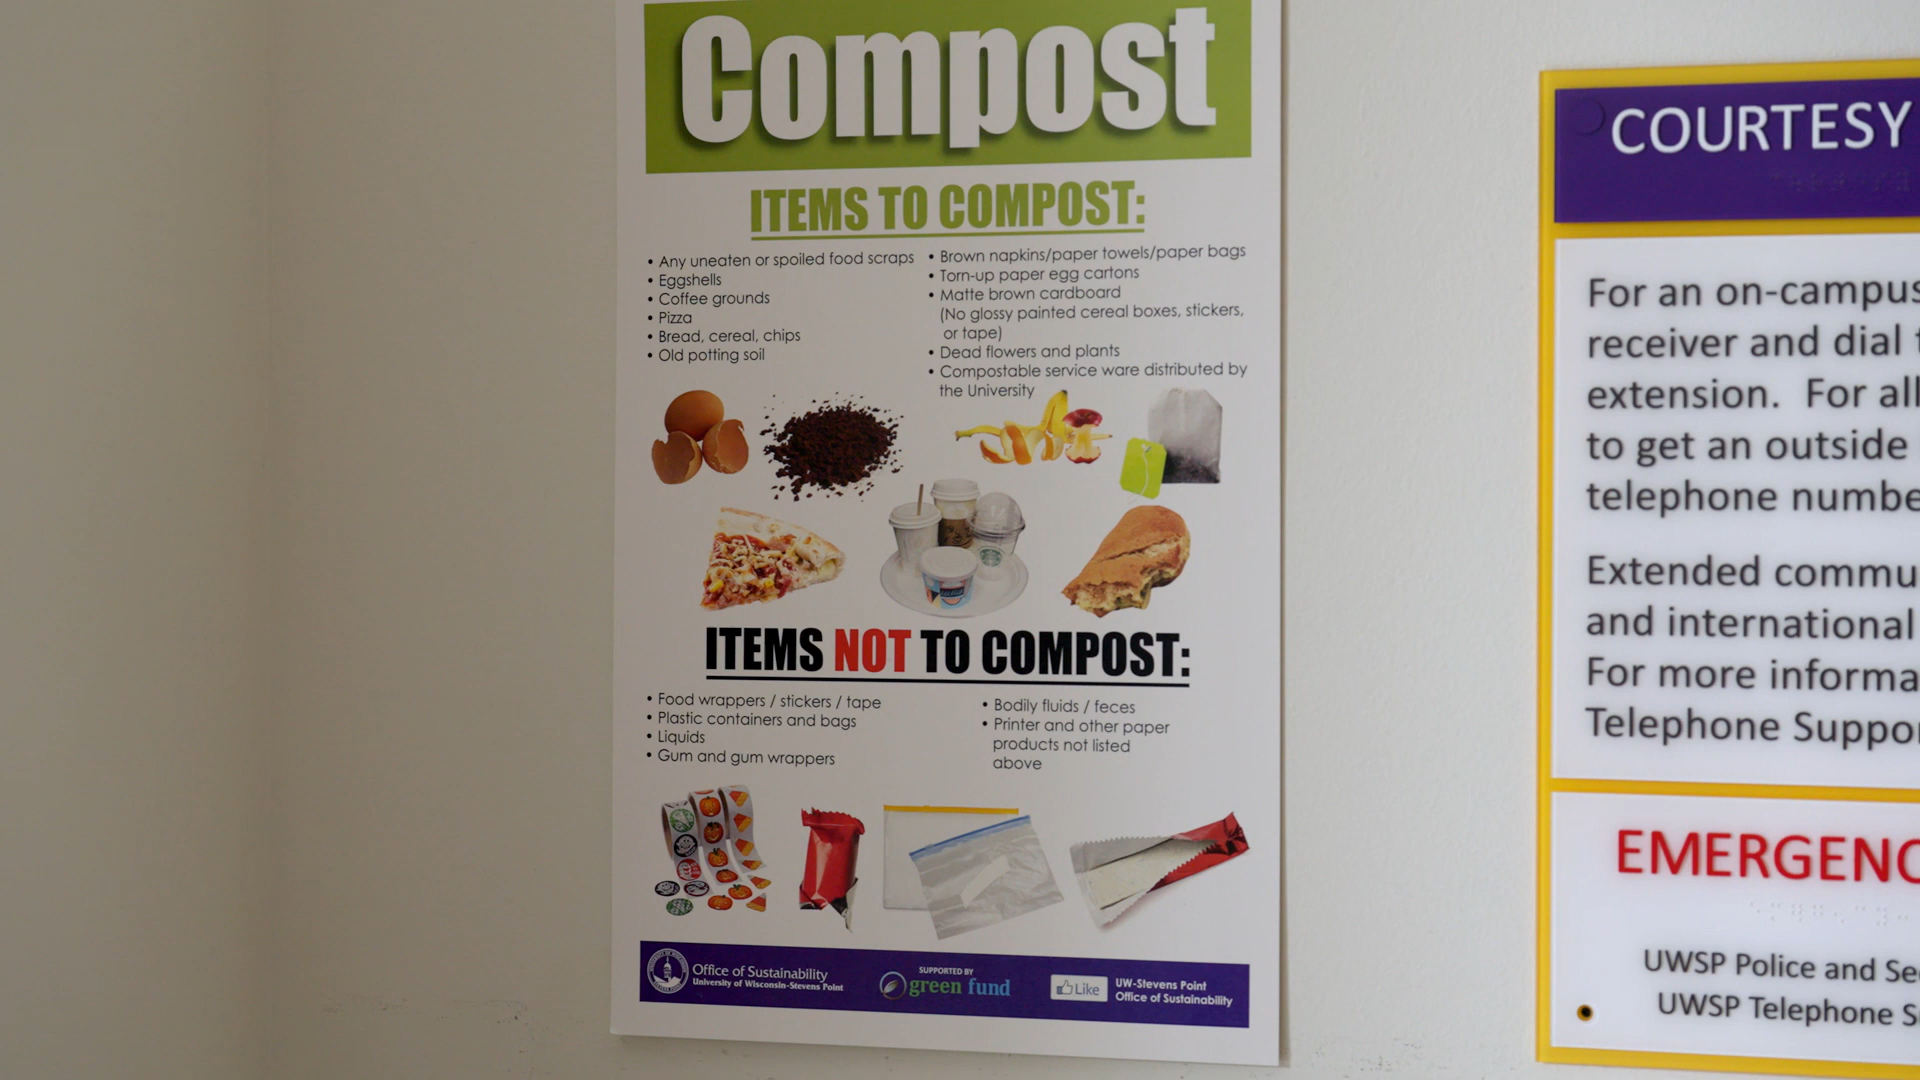 Compost
ITEMS TO COMPOST:
• Any uneaten or spoiled food scraps
• Eggshells
• Coffee grounds
• Pizza
• Bread, cereal, chips
• Old potting soil
• Brown napkins/paper towels/paper bags
• Torn-up paper egg cartons
• Matte brown cardboard
(No glossy painted cereal boxes, stickers,
or tape)
• Dead flowers and plants
• Compostable service ware distributed by
the University
ITEMS NOT TO COMPOST:
• Food wrappers / stickers / tape
• Plastic containers and bags
• Liquids
• Gum and gum wrappers
• Bodily fluids / feces
• Printer and other paper
products not listed
above
Office of Sustainability
University of Wisconsin-Stevens Point
SUPPORTED BY
green fund
Like
UW-Stevens Point
Office of Sustainability
COURTESY
For an on-campus
receiver and dial
extension. For all
to get an outside
telephone numbe
Extended commu
and international
For more informa
Telephone Suppo
EMERGENC
UWSP Police and Se
UWSP Telephone S